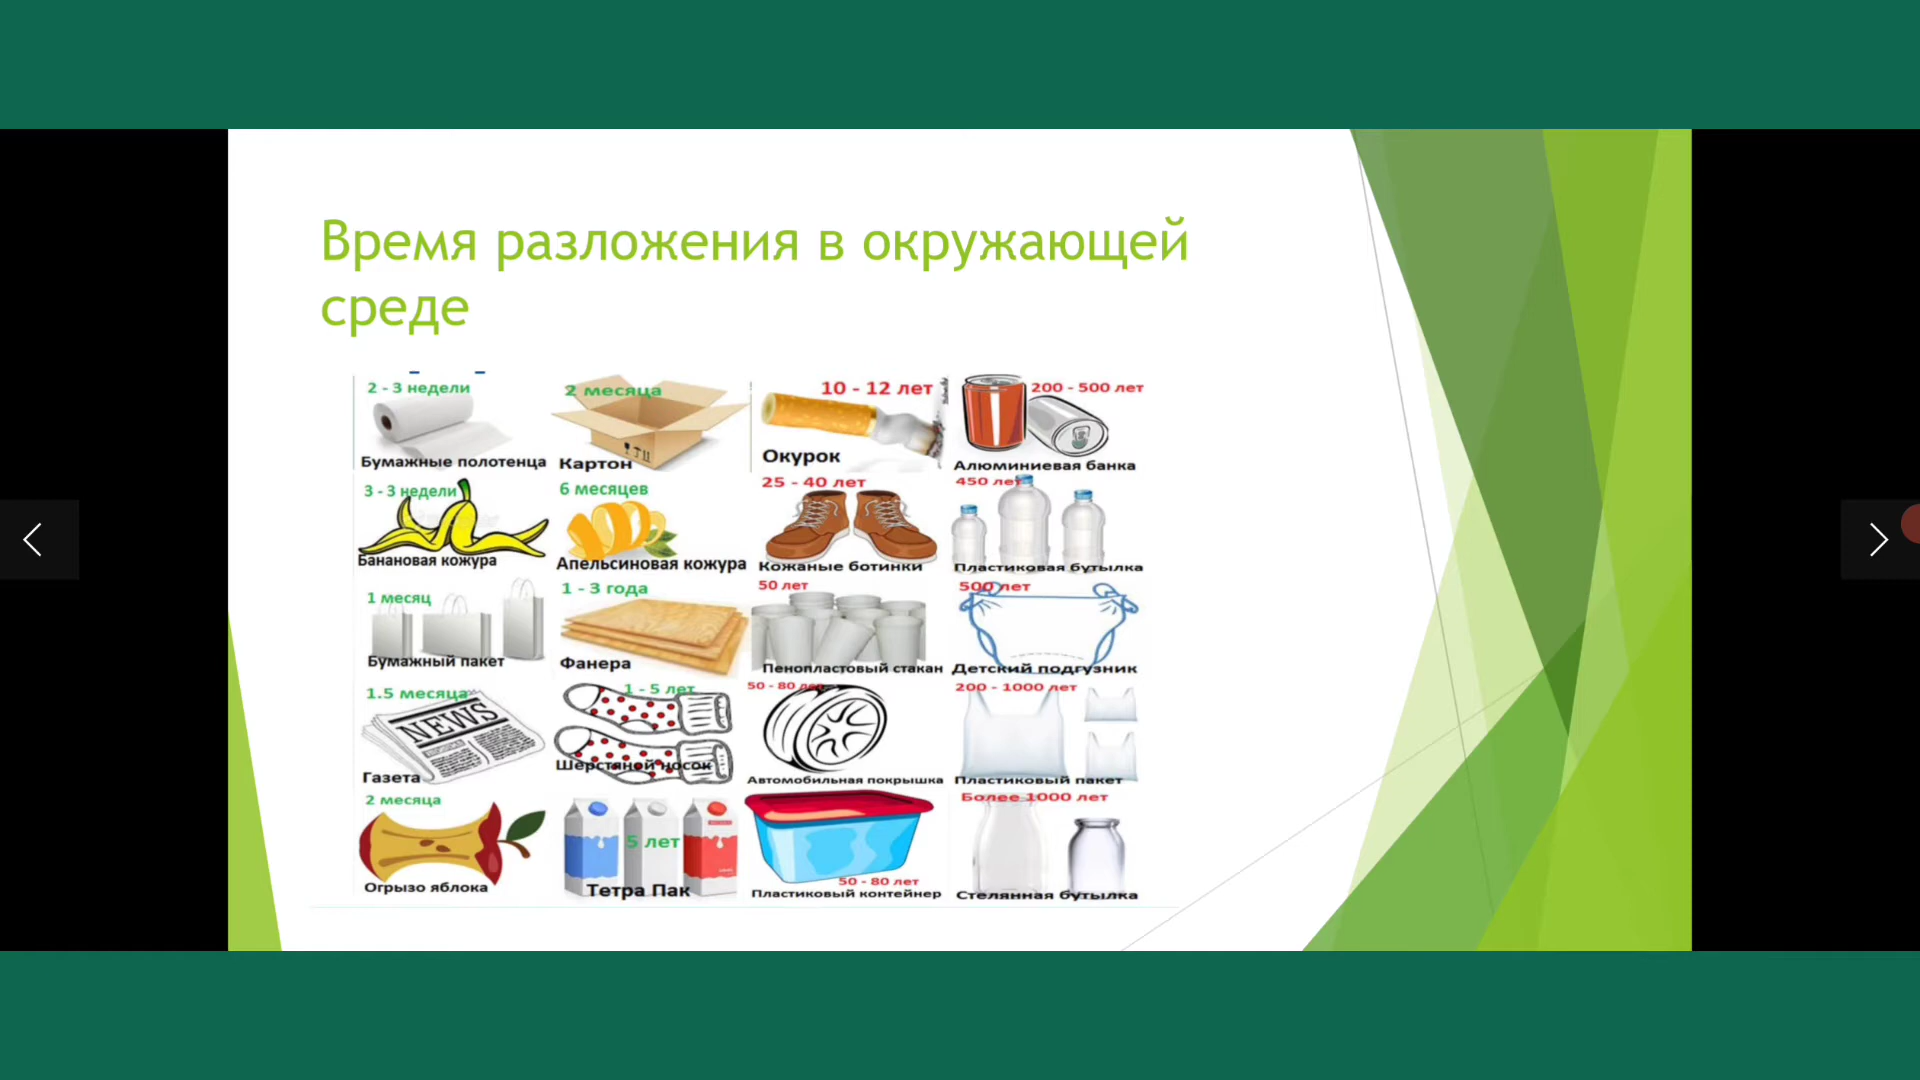 Время разложения в окружающей
среде
2 - 3 недели
Бумажные полотенца
2 месяца
Картон
10 - 12 лет
Окурок
200 - 500 лет
Алюминиевая банка
3 - 3 недели
Банановая кожура
6 месяцев
Апельсиновая кожура
25 - 40 лет
Кожаные ботинки
450 лет
Пластиковая бутылка
1 месяц
Бумажный пакет
1 - 3 года
Фанера
50 лет
Пенопластовый стакан
500 лет
Детский подгузник
1.5 месяца
NEWS
Газета
1 - 5 лет
Шерстяной носок
50 - 80 лет
Автомобильная покрышка
200 - 1000 лет
Пластиковый пакет
2 месяца
Огрызо яблока
5 лет
Тетра Пак
50 - 80 лет
Пластиковый контейнер
Более 1000 лет
Стелянная бутылка